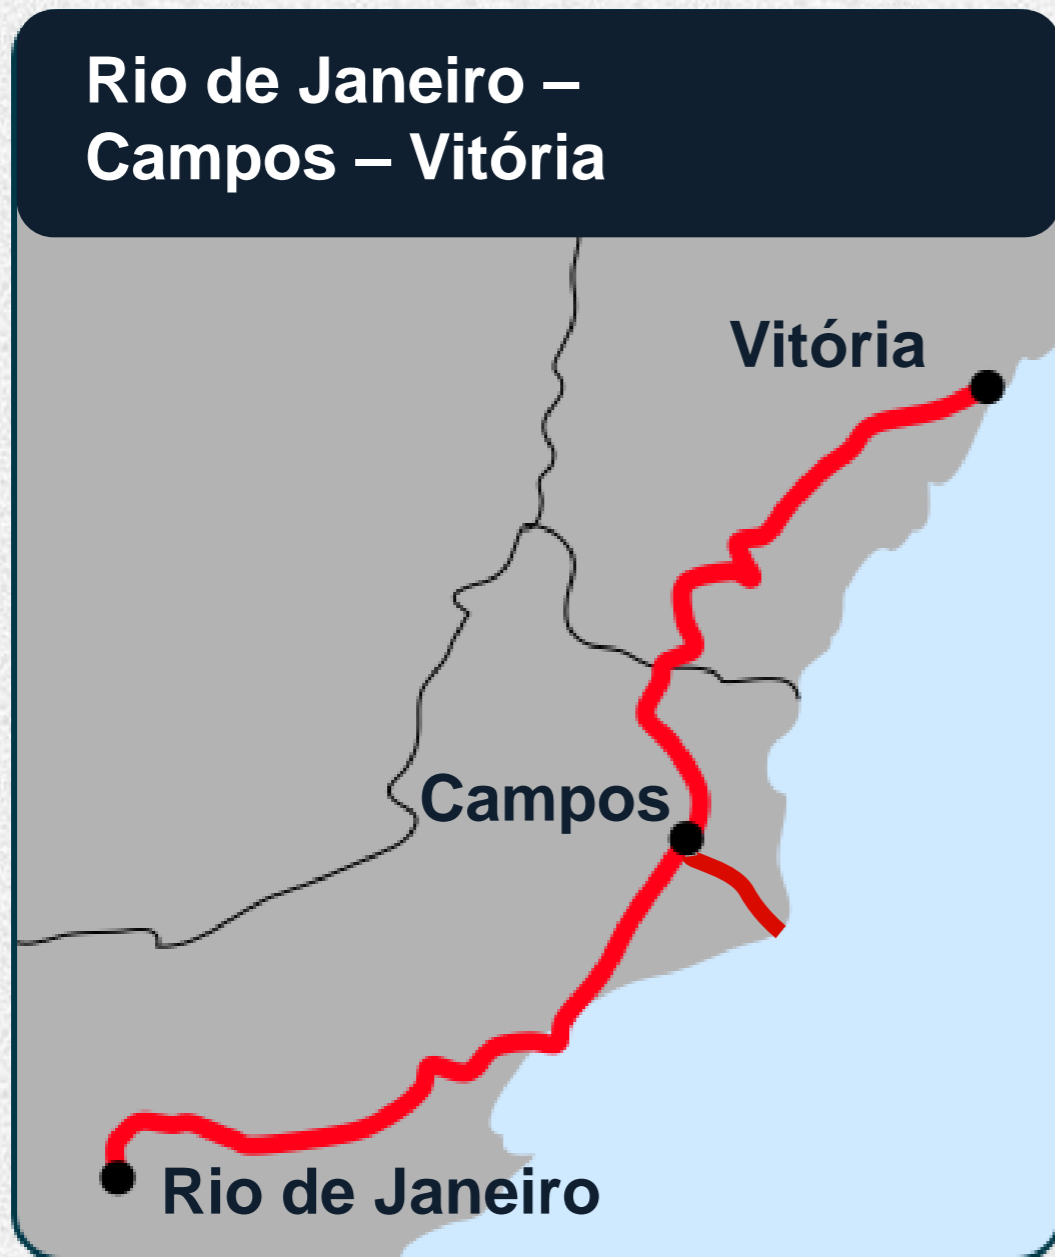 Rio de Janeiro –
Campos – Vitória
Vitória
Campos
Rio de Janeiro